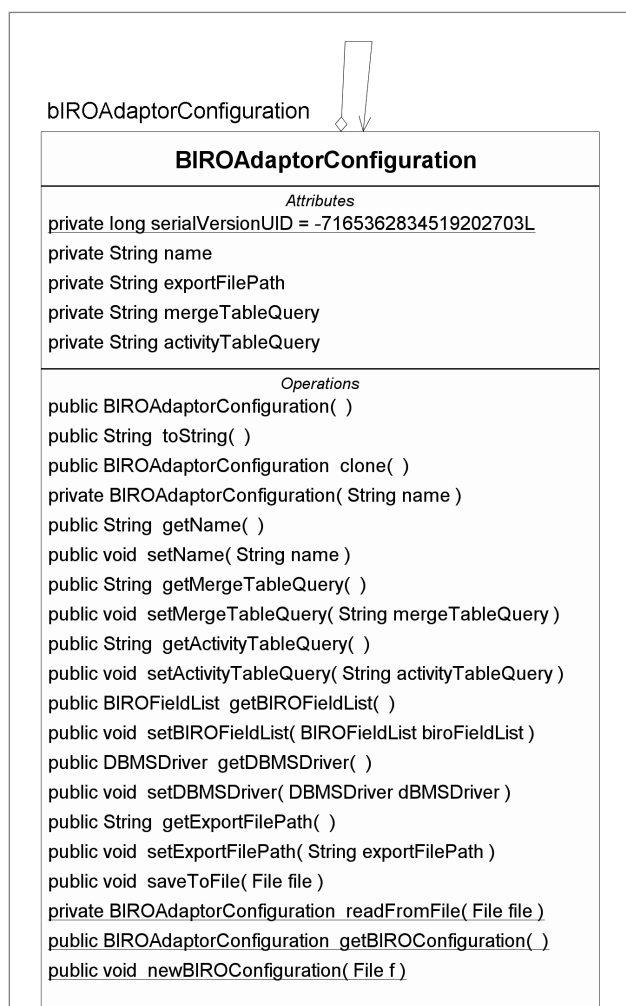 bIROAdaptorConfiguration
BIROAdaptorConfiguration
Attributes
private long serialVersionUID = -7165362834519202703L
private String name
private String exportFilePath
private String mergeTableQuery
private String activityTableQuery
Operations
public BIROAdaptorConfiguration( )
public String toString( )
public BIROAdaptorConfiguration clone( )
private BIROAdaptorConfiguration( String name )
public String getName( )
public void setName( String name )
public String getMergeTableQuery( )
public void setMergeTableQuery( String mergeTableQuery )
public String getActivityTableQuery( )
public void setActivityTableQuery( String activityTableQuery )
public BIROFieldList getBIROFieldList( )
public void setBIROFieldList( BIROFieldList biroFieldList )
public DBMSDriver getDBMSDriver( )
public void setDBMSDriver( DBMSDriver dBMSDriver )
public String getExportFilePath( )
public void setExportFilePath( String exportFilePath )
public void saveToFile( File file )
private BIROAdaptorConfiguration readFromFile( File file )
public BIROAdaptorConfiguration getBIROConfiguration( )
public void newBIROConfiguration( File f )